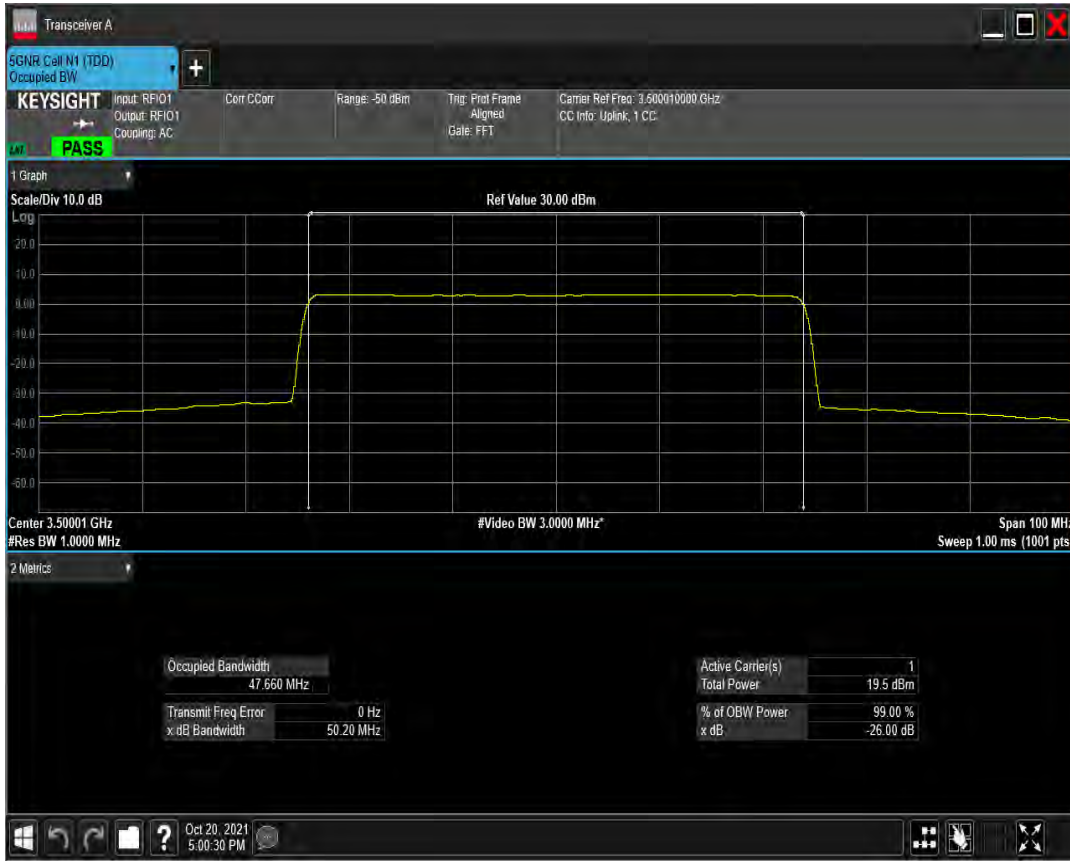 Transceiver A
5GNR Cell N1 (TDD)
Occupied BW
+
KEYSIGHT
Input: RFIO1
Output: RFIO1
Coupling: AC
Corr CCorr
Range: -50 dBm
Trig: Prot Frame
Aligned
Gate: FFT
Carrier Ref Freq: 3.500010000 GHz
CC Info: Uplink, 1 CC
PASS
1 Graph
Scale/Div 10.0 dB
Ref Value 30.00 dBm
Log
20.0
10.0
0.00
-10.0
-20.0
-30.0
-40.0
-50.0
-60.0
Center 3.50001 GHz
#Video BW 3.0000 MHz*
Span 100 MHz
#Res BW 1.0000 MHz
Sweep 1.00 ms (1001 pts
2 Metrics
Occupied Bandwidth
47.660 MHz
Transmit Freq Error 0 Hz
x dB Bandwidth 50.20 MHz
Active Carrier(s) 1
Total Power 19.5 dBm
% of OBW Power 99.00 %
x dB -26.00 dB
?
Oct 20, 2021
5:00:30 PM